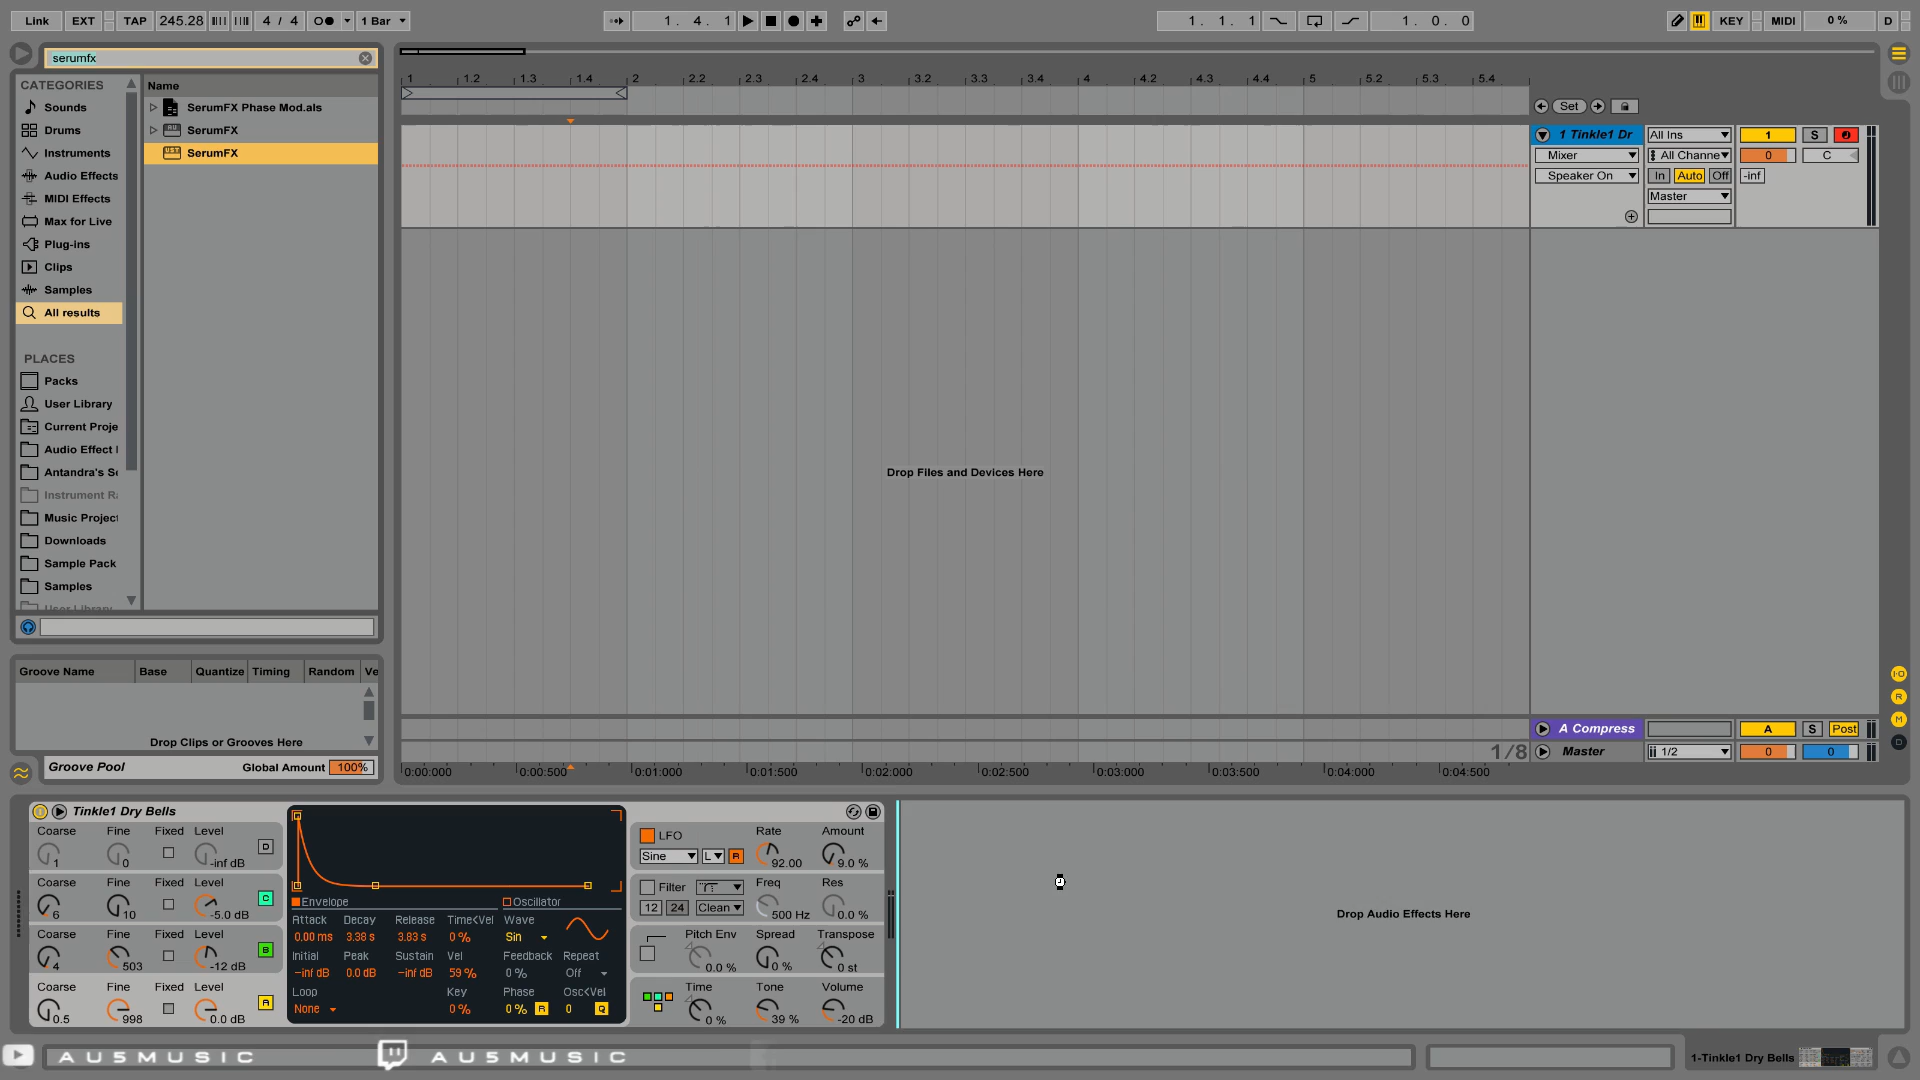 Link EXT TAP 245.28 4 / 4 1 Bar 1. 4. 1 1. 1. 1 1. 0. 0 KEY MIDI 0 % D
serumfx
CATEGORIES
Sounds
Drums
Instruments
Audio Effects
MIDI Effects
Max for Live
Plug-ins
Clips
Samples
All results
PLACES
Packs
User Library
Current Proje
Audio Effect
Antandra's Se
Instrument Ra
Music Project
Downloads
Sample Pack
Samples
User Library
Name
SerumFX Phase Mod.als
SerumFX
SerumFX
1 1.2 1.3 1.4 2 2.2 2.3 2.4 3 3.2 3.3 3.4 4 4.2 4.3 4.4 5 5.2 5.3 5.4
Set
1 Tinkle1 Dr All Ins 1 S
Mixer All Channe 0 C
Speaker On In Auto Off -inf
Master
Drop Files and Devices Here
A Compress A S Post
1/8 Master 1/2 0 0
0:00:000 0:00:500 0:01:000 0:01:500 0:02:000 0:02:500 0:03:000 0:03:500 0:04:000 0:04:500
I·O
R
M
D
Groove Name Base Quantize Timing Random Ve
Drop Clips or Grooves Here
Groove Pool Global Amount 100%
Tinkle1 Dry Bells
Coarse Fine Fixed Level
1 0 -inf dB D
Coarse Fine Fixed Level
6 10 -5.0 dB C
Coarse Fine Fixed Level
4 503 -12 dB B
Coarse Fine Fixed Level
0.5 998 0.0 dB A
Envelope Oscillator
Attack Decay Release Time<Vel Wave
0.00 ms 3.38 s 3.83 s 0 % Sin
Initial Peak Sustain Vel Feedback Repeat
-inf dB 0.0 dB -inf dB 59 % 0 % Off
Loop Key Phase Osc<Vel
None 0 % 0 % R 0 Q
LFO Rate Amount
Sine L R 92.00 9.0 %
Filter Freq Res
12 24 Clean 500 Hz 0.0 %
Pitch Env Spread Transpose
0.0 % 0 % 0 st
Time Tone Volume
0 % 39 % -20 dB
Drop Audio Effects Here
AU5MUSIC AU5MUSIC
1-Tinkle1 Dry Bells